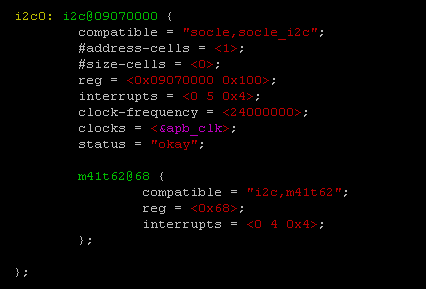 i2c0: i2c@09070000 {
compatible = "socle,socle_i2c";
#address-cells = <1>;
#size-cells = <0>;
reg = <0x09070000 0x100>;
interrupts = <0 5 0x4>;
clock-frequency = <24000000>;
clocks = <&apb_clk>;
status = "okay";
m41t62@68 {
compatible = "i2c,m41t62";
reg = <0x68>;
interrupts = <0 4 0x4>;
};
};